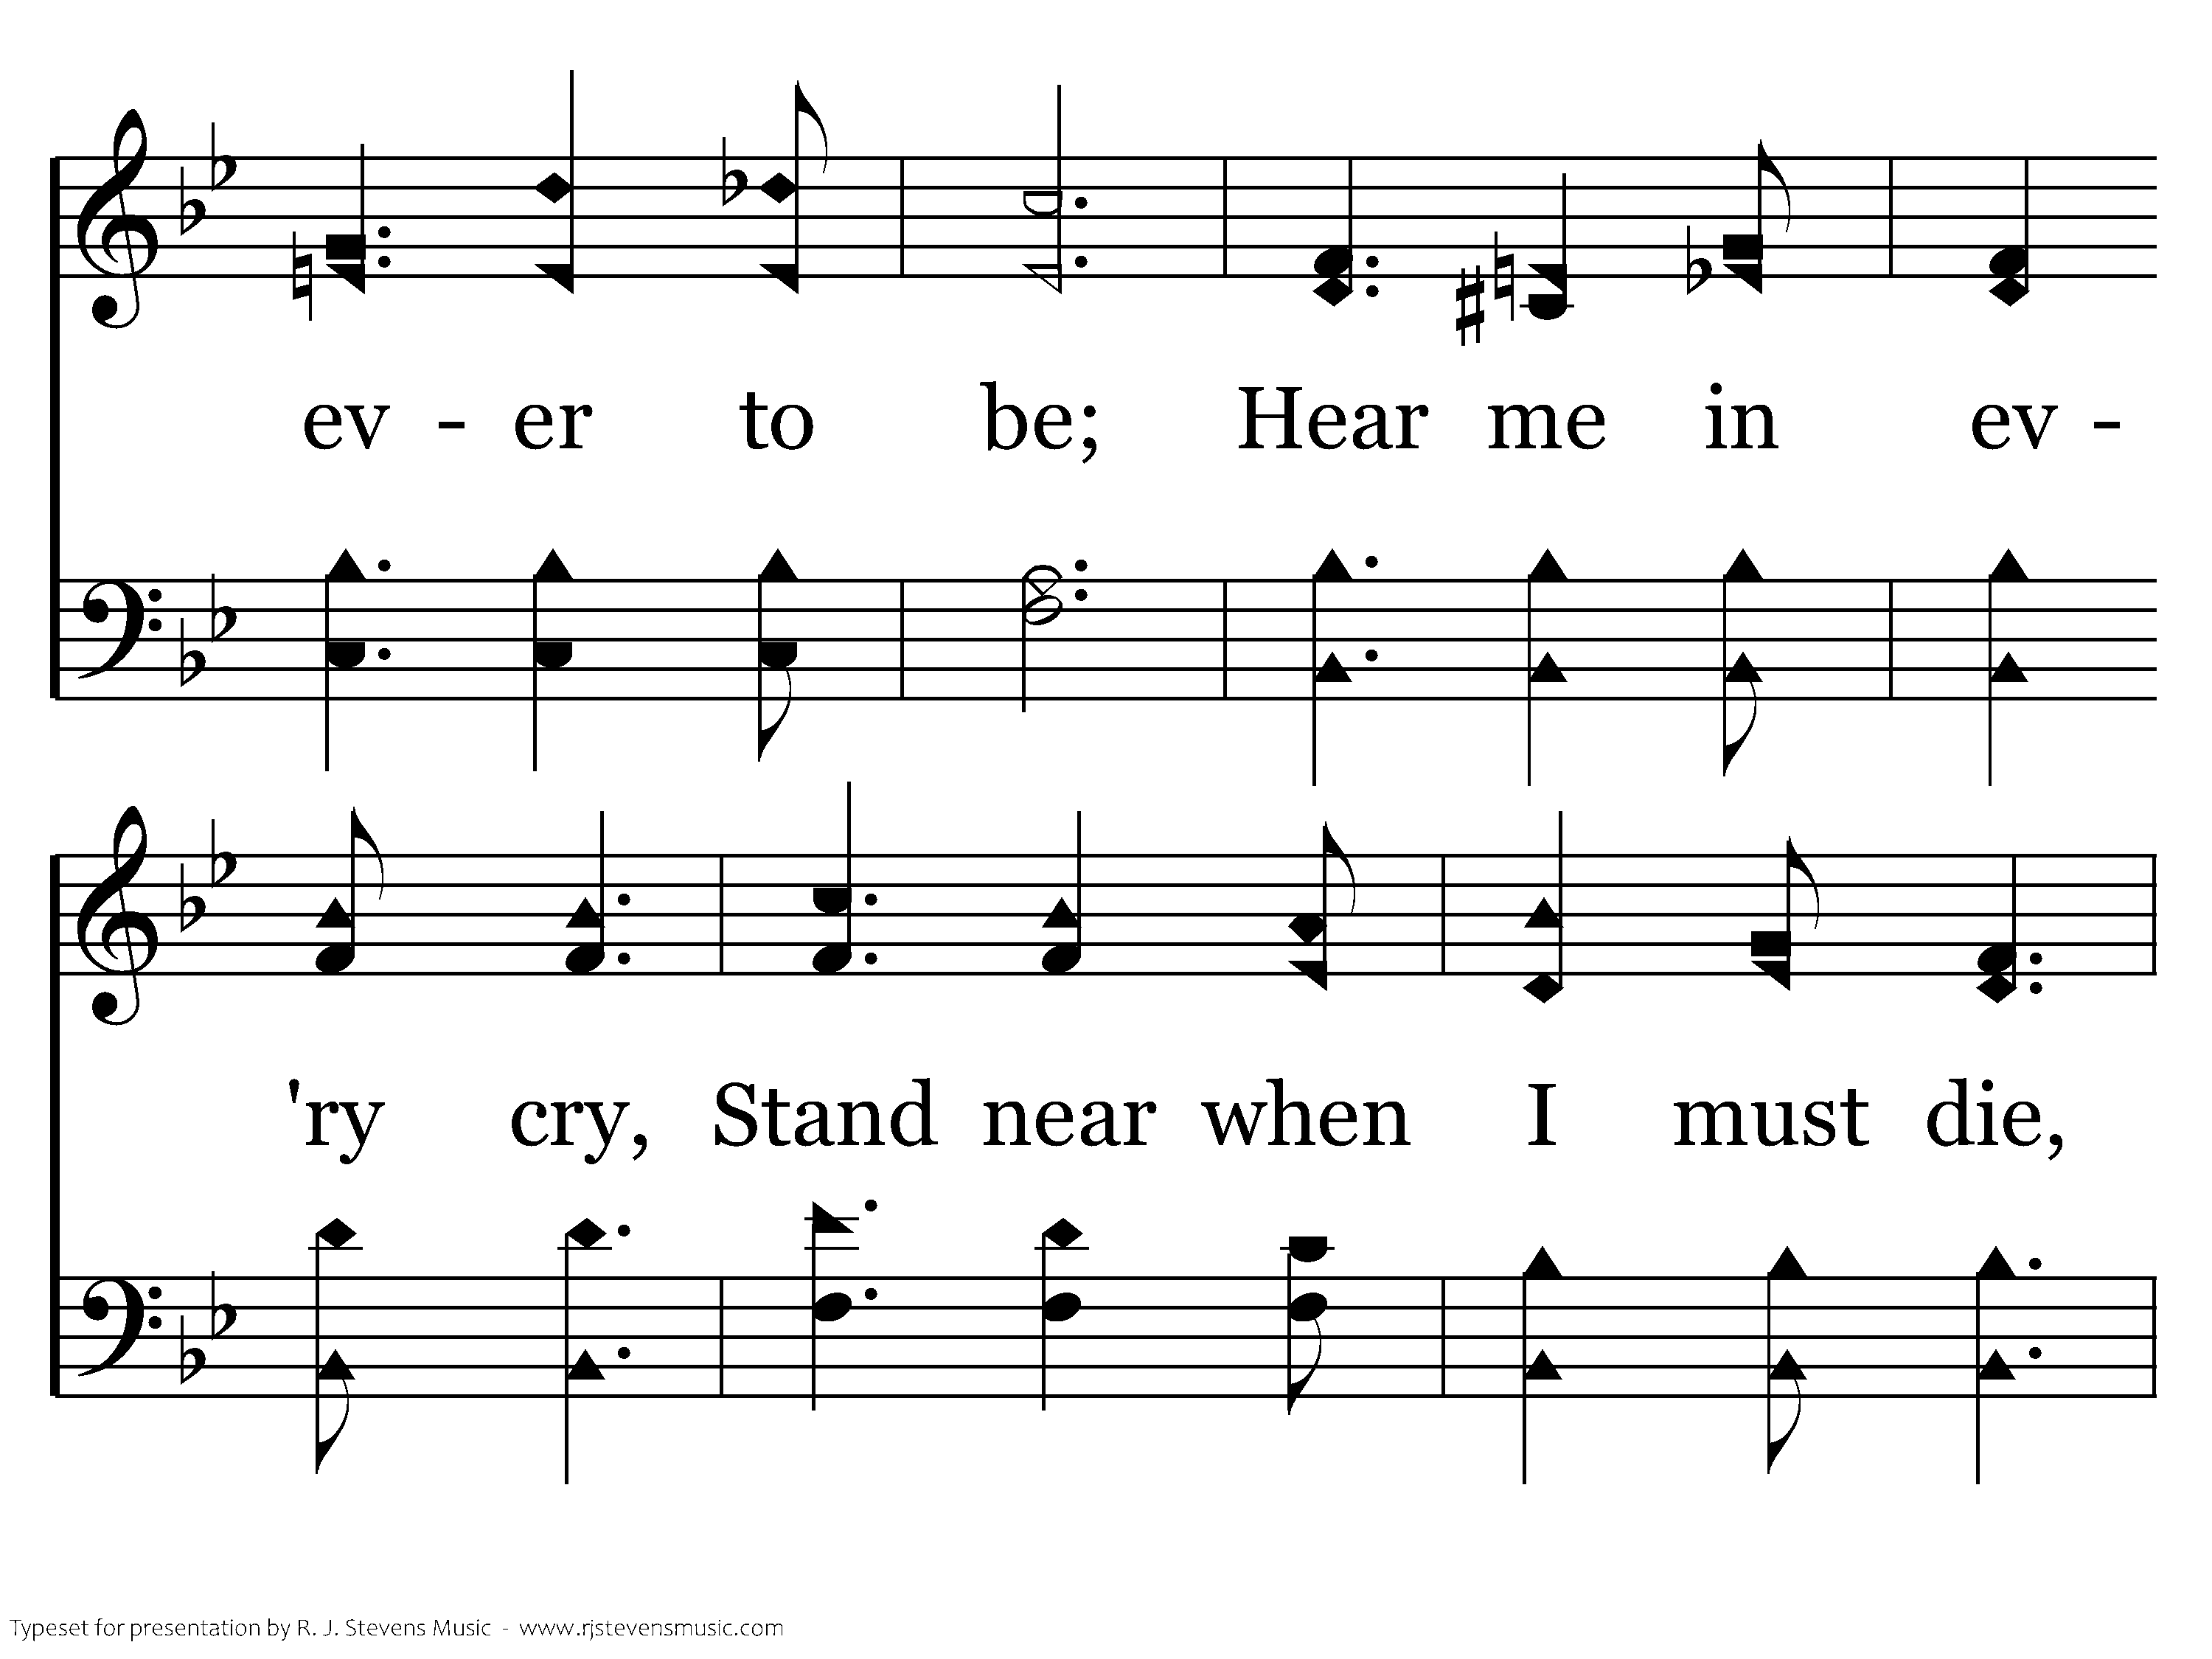 ev - er to be; Hear me in ev -
'ry cry, Stand near when I must die,
Typeset for presentation by R. J. Stevens Music - www.rjstevensmusic.com